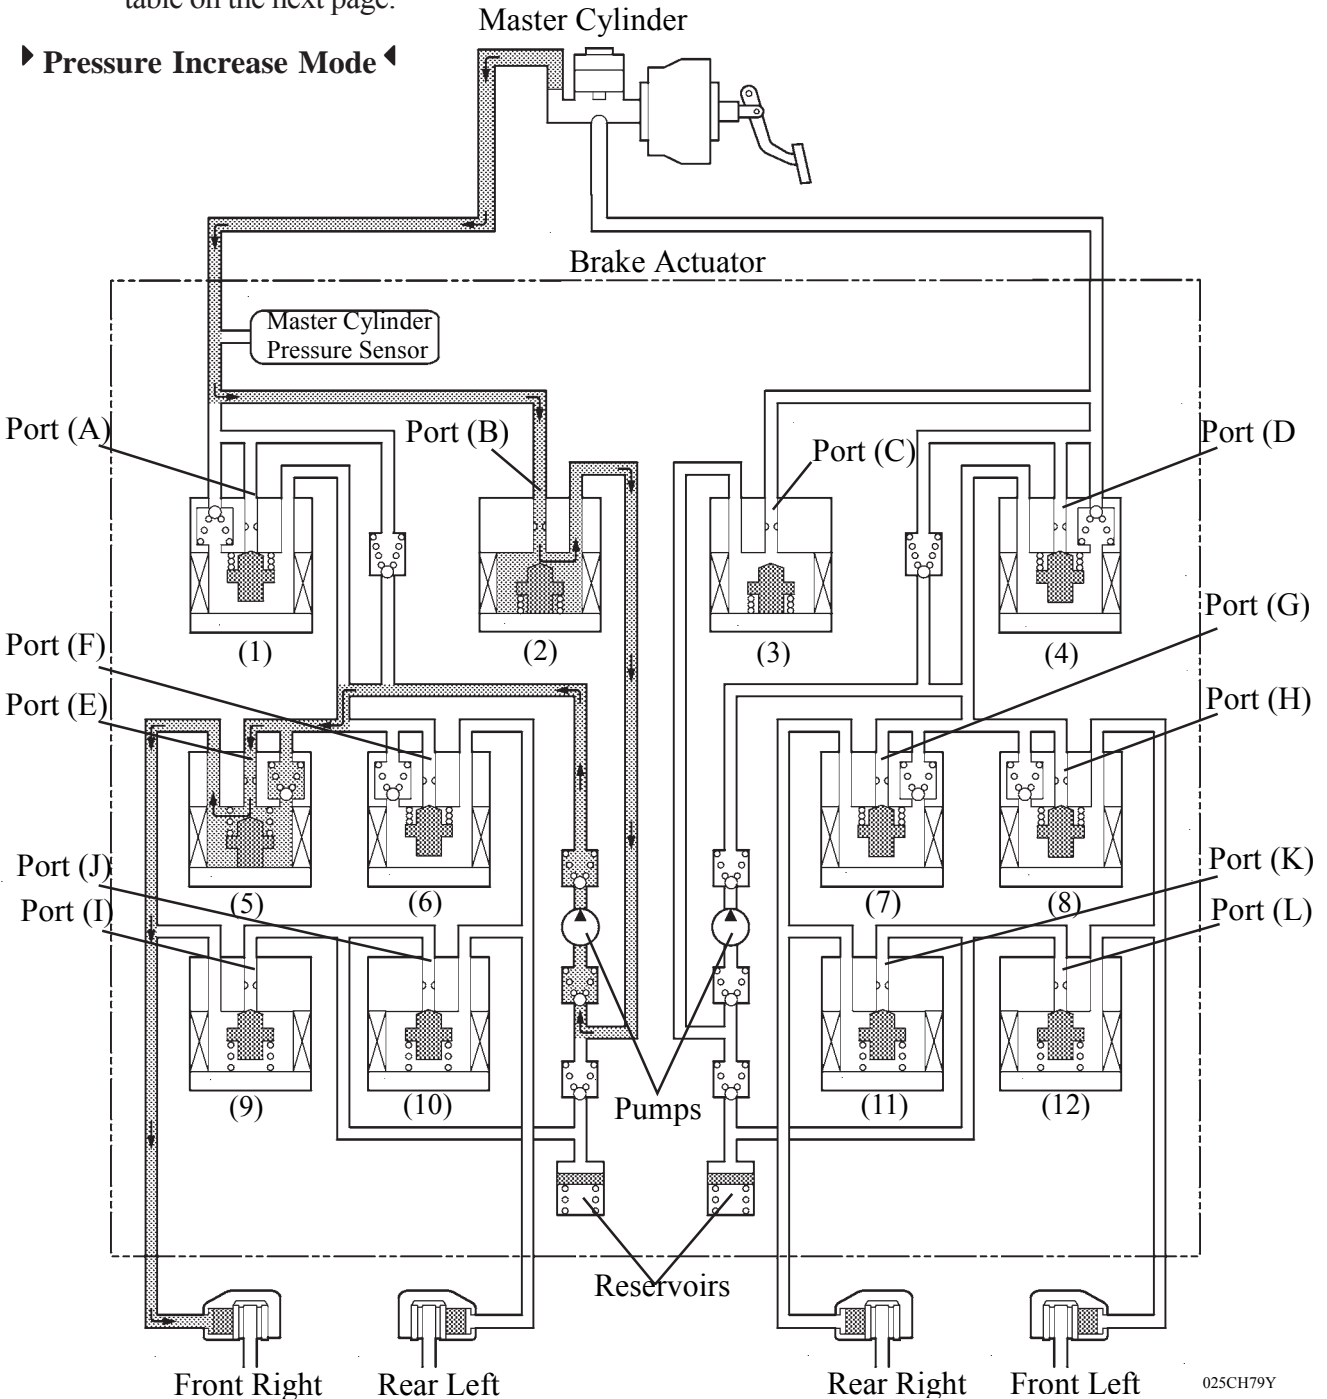 table on the next page.
Master Cylinder
Pressure Increase Mode
Brake Actuator
Master Cylinder
Pressure Sensor
Port (A)
Port (B)
Port (C)
Port (D
(1)
(2)
(3)
(4)
Port (G)
Port (F)
Port (E)
Port (H)
Port (J)
Port (K)
(5)
(6)
(7)
(8)
Port (I)
Port (L)
(9)
(10)
(11)
(12)
Pumps
Reservoirs
Front Right
Rear Left
Rear Right
Front Left
025CH79Y